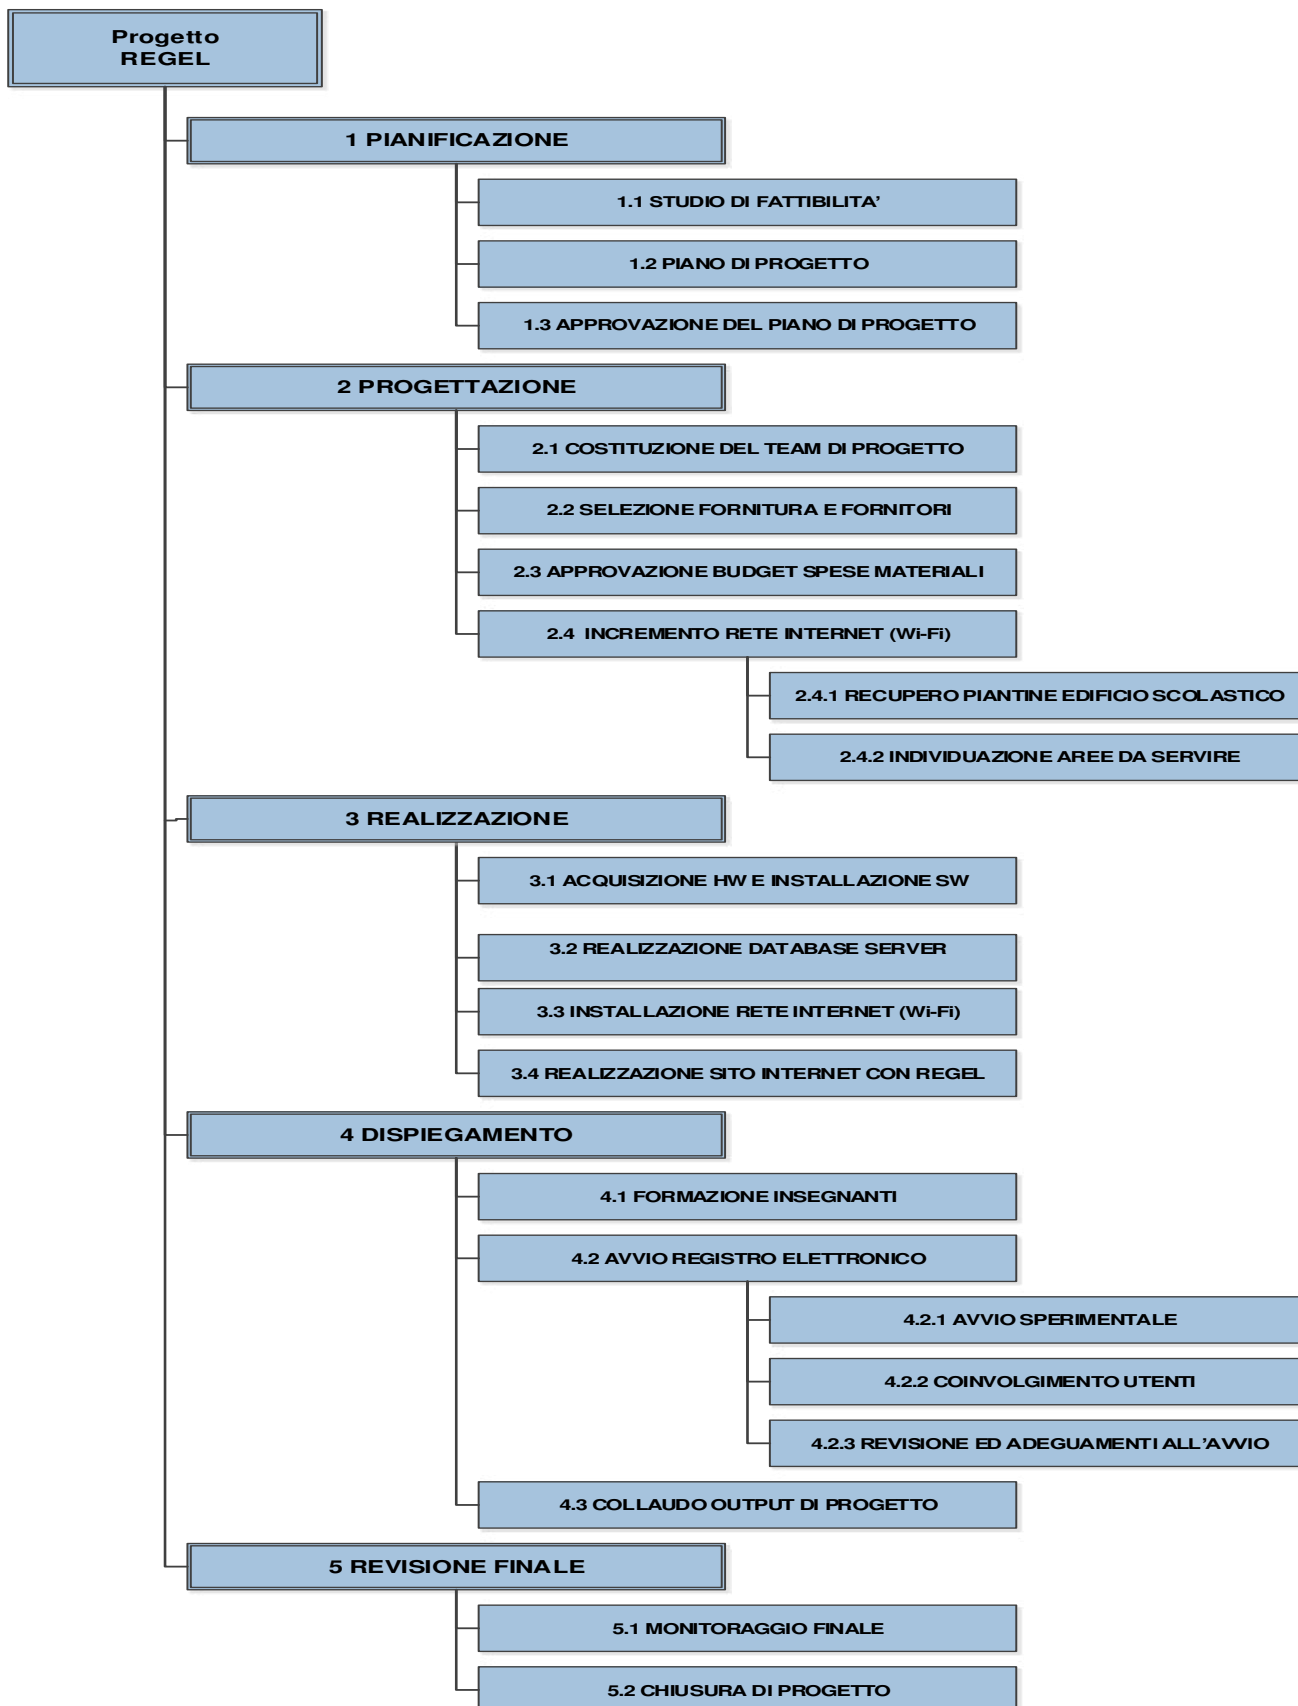 Progetto
REGEL
1 PIANIFICAZIONE
1.1 STUDIO DI FATTIBILITA’
1.2 PIANO DI PROGETTO
1.3 APPROVAZIONE DEL PIANO DI PROGETTO
2 PROGETTAZIONE
2.1 COSTITUZIONE DEL TEAM DI PROGETTO
2.2 SELEZIONE FORNITURA E FORNITORI
2.3 APPROVAZIONE BUDGET SPESE MATERIALI
2.4 INCREMENTO RETE INTERNET (Wi-Fi)
2.4.1 RECUPERO PIANTINE EDIFICIO SCOLASTICO
2.4.2 INDIVIDUAZIONE AREE DA SERVIRE
3 REALIZZAZIONE
3.1 ACQUISIZIONE HW E INSTALLAZIONE SW
3.2 REALIZZAZIONE DATABASE SERVER
3.3 INSTALLAZIONE RETE INTERNET (Wi-Fi)
3.4 REALIZZAZIONE SITO INTERNET CON REGEL
4 DISPIEGAMENTO
4.1 FORMAZIONE INSEGNANTI
4.2 AVVIO REGISTRO ELETTRONICO
4.2.1 AVVIO SPERIMENTALE
4.2.2 COINVOLGIMENTO UTENTI
4.2.3 REVISIONE ED ADEGUAMENTI ALL’AVVIO
4.3 COLLAUDO OUTPUT DI PROGETTO
5 REVISIONE FINALE
5.1 MONITORAGGIO FINALE
5.2 CHIUSURA DI PROGETTO